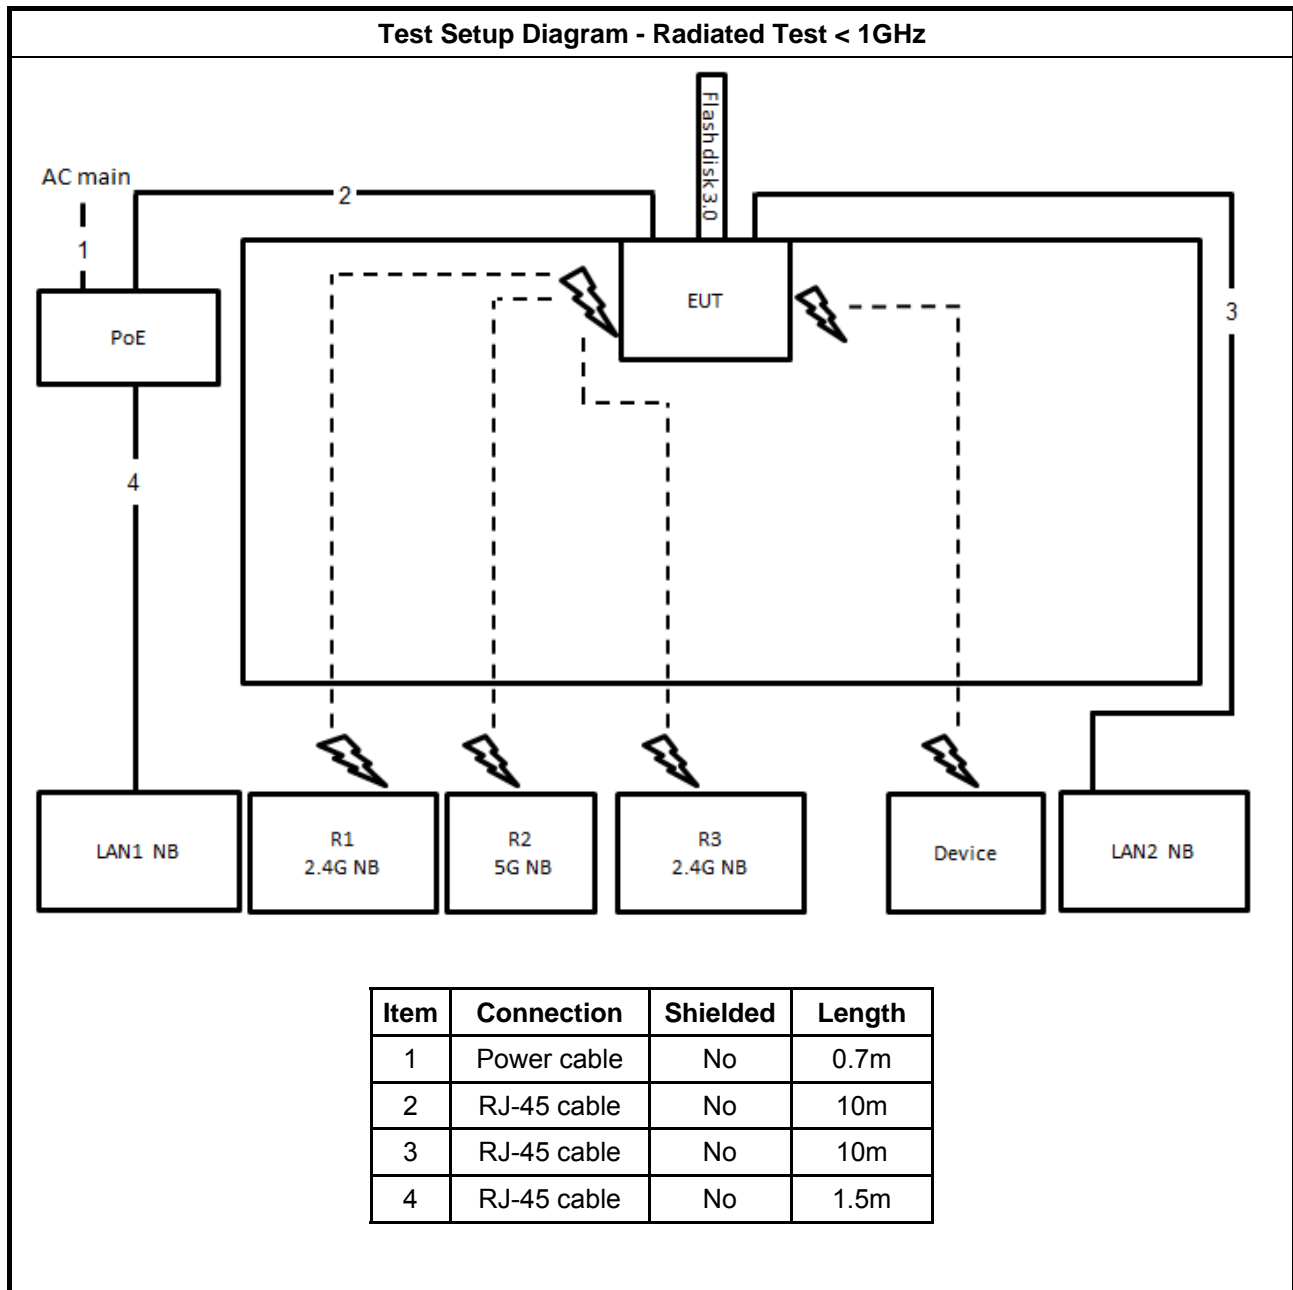 Test Setup Diagram - Radiated Test < 1GHz
Flash disk 3.0
AC main
2
1
EUT
3
PoE
4
LAN1 NB
R1
2.4G NB
R2
5G NB
R3
2.4G NB
Device
LAN2 NB
Item Connection Shielded Length
1 Power cable No 0.7m
2 RJ-45 cable No 10m
3 RJ-45 cable No 10m
4 RJ-45 cable No 1.5m